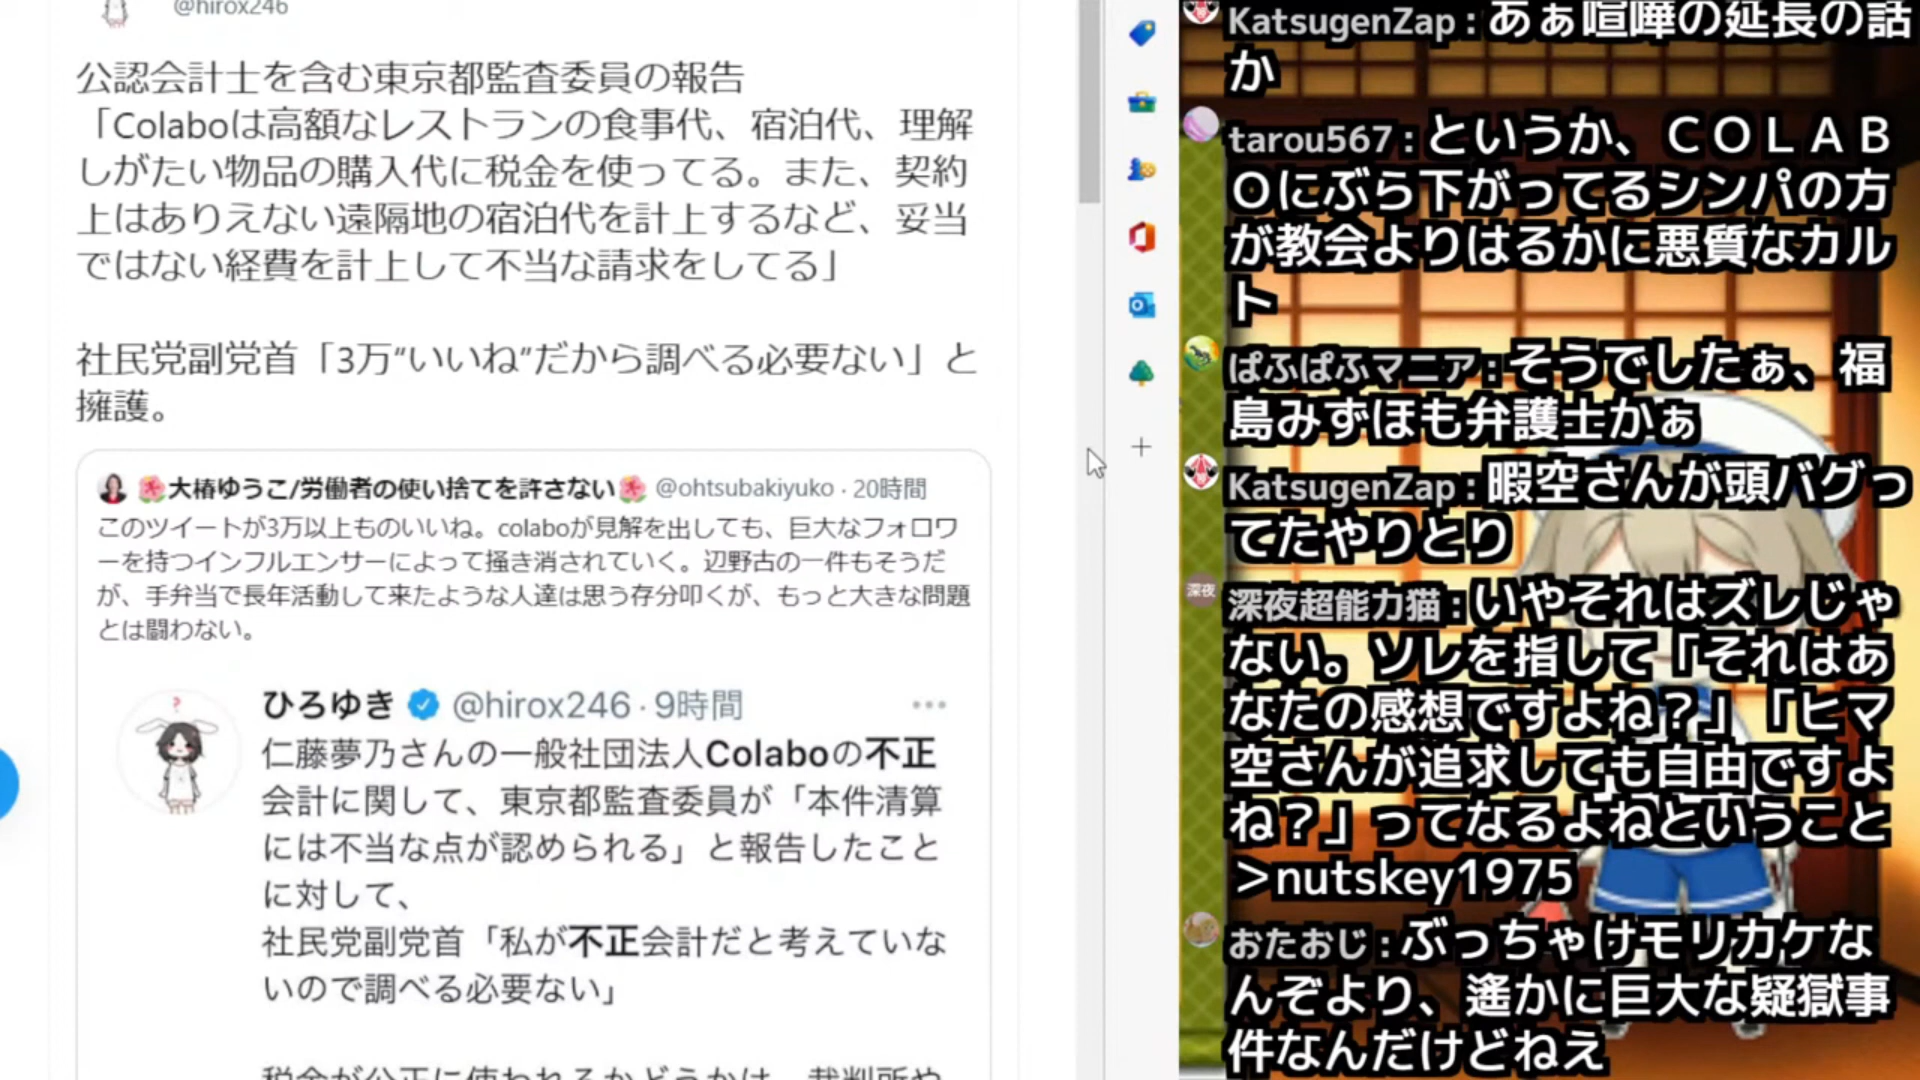 @hirox246
公認会計士を含む東京都監査委員の報告
「Colaboは高額なレストランの食事代、宿泊代、理解
しがたい物品の購入代に税金を使ってる。また、契約
上はありえない遠隔地の宿泊代を計上するなど、妥当
ではない経費を計上して不当な請求をしてる」
社民党副党首「3万“いいね”だから調べる必要ない」と
擁護。
大椿ゆうこ/労働者の使い捨てを許さない @ohtsubakiyuko · 20時間
このツイートが3万以上ものいいね。colaboが見解を出しても、巨大なフォロワ
ーを持つインフルエンサーによって掻き消されていく。辺野古の一件もそうだ
が、手弁当で長年活動して来たような人達は思う存分叩くが、もっと大きな問題
とは闘わない。
ひろゆき @hirox246 · 9時間
仁藤夢乃さんの一般社団法人Colaboの不正
会計に関して、東京都監査委員が「本件清算
には不当な点が認められる」と報告したこと
に対して、
社民党副党首「私が不正会計だと考えていな
いので調べる必要ない」
税金が公正に使われるかどうかは、裁判所や
KatsugenZap : あぁ喧嘩の延長の話
か
tarou567 : というか、ＣＯＬＡＢ
Ｏにぶら下がってるシンパの方
が教会よりはるかに悪質なカル
ト
ぱふぱふマニア : そうでしたぁ、福
島みずほも弁護士かぁ
KatsugenZap : 暇空さんが頭バグっ
てたやりとり
深夜
深夜超能力猫 : いやそれはズレじゃ
ない。ソレを指して「それはあ
なたの感想ですよね？」「ヒマ
空さんが追求しても自由ですよ
ね？」ってなるよねということ
＞nutskey1975
おたおじ : ぶっちゃけモリカケな
んぞより、遙かに巨大な疑獄事
件なんだけどねえ